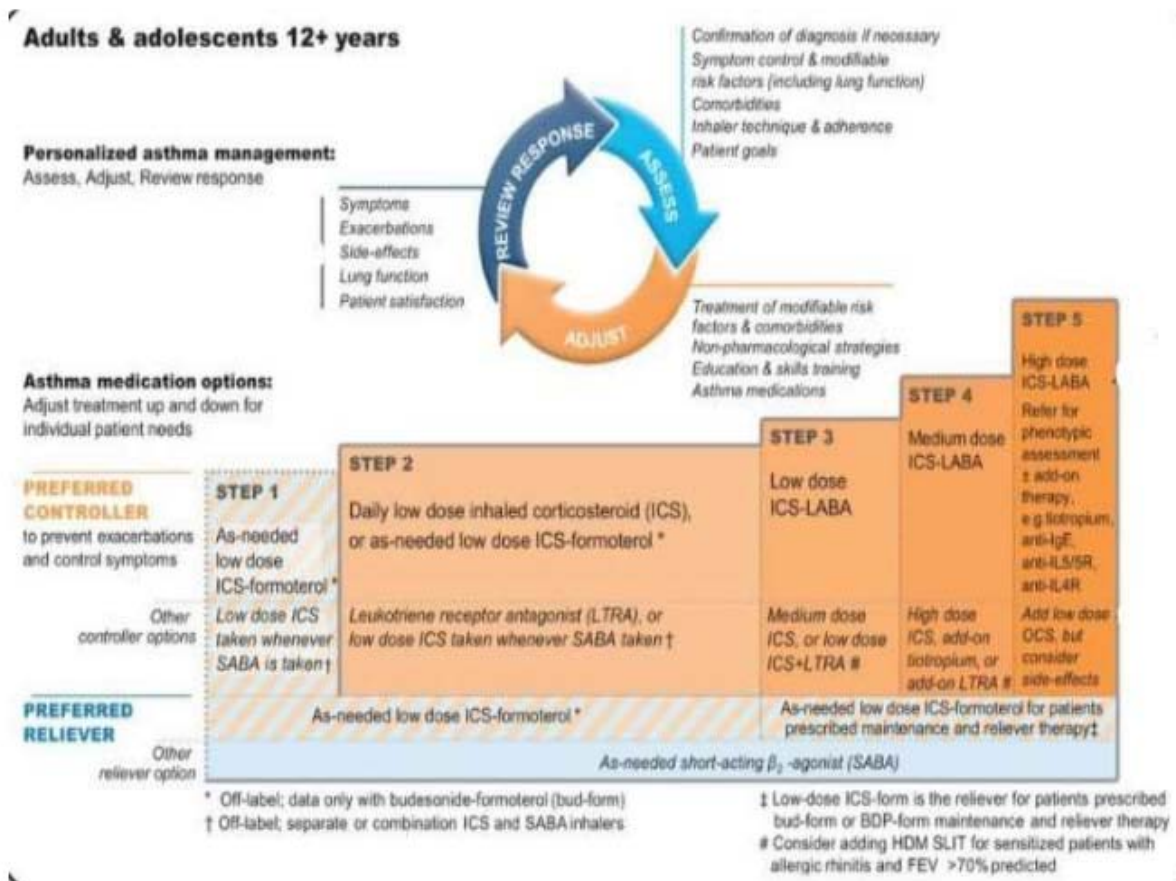 Adults & adolescents 12+ years
Confirmation of diagnosis if necessary
Symptom control & modifiable
risk factors (including lung function)
Comorbidities
Inhaler technique & adherence
Patient goals
Personalized asthma management:
Assess, Adjust, Review response
Symptoms
Exacerbations
Side-effects
Lung function
Patient satisfaction
REVIEW RESPONSE
ASSESS
ADJUST
Treatment of modifiable risk
factors & comorbidities
Non-pharmacological strategies
Education & skills training
Asthma medications
Asthma medication options:
Adjust treatment up and down for
individual patient needs
PREFERRED
CONTROLLER
to prevent exacerbations
and control symptoms
STEP 1
As-needed
low dose
ICS-formoterol *
STEP 2
Daily low dose inhaled corticosteroid (ICS),
or as-needed low dose ICS-formoterol *
STEP 3
Low dose
ICS-LABA
STEP 4
Medium dose
ICS-LABA
STEP 5
High dose
ICS-LABA
Refer for
phenotypic
assessment
± add-on
therapy,
e.g.tiotropium,
anti-IgE,
anti-IL5/5R,
anti-IL4R
Other
controller options
Low dose ICS
taken whenever
SABA is taken †
Leukotriene receptor antagonist (LTRA), or
low dose ICS taken whenever SABA taken †
Medium dose
ICS, or low dose
ICS+LTRA #
High dose
ICS, add-on
tiotropium, or
add-on LTRA #
Add low dose
OCS, but
consider
side-effects
PREFERRED
RELIEVER
As-needed low dose ICS-formoterol *
As-needed low dose ICS-formoterol for patients
prescribed maintenance and reliever therapy‡
Other
reliever option
As-needed short-acting β₂ -agonist (SABA)
* Off-label; data only with budesonide-formoterol (bud-form)
† Off-label; separate or combination ICS and SABA inhalers
‡ Low-dose ICS-form is the reliever for patients prescribed
bud-form or BDP-form maintenance and reliever therapy
# Consider adding HDM SLIT for sensitized patients with
allergic rhinitis and FEV >70% predicted